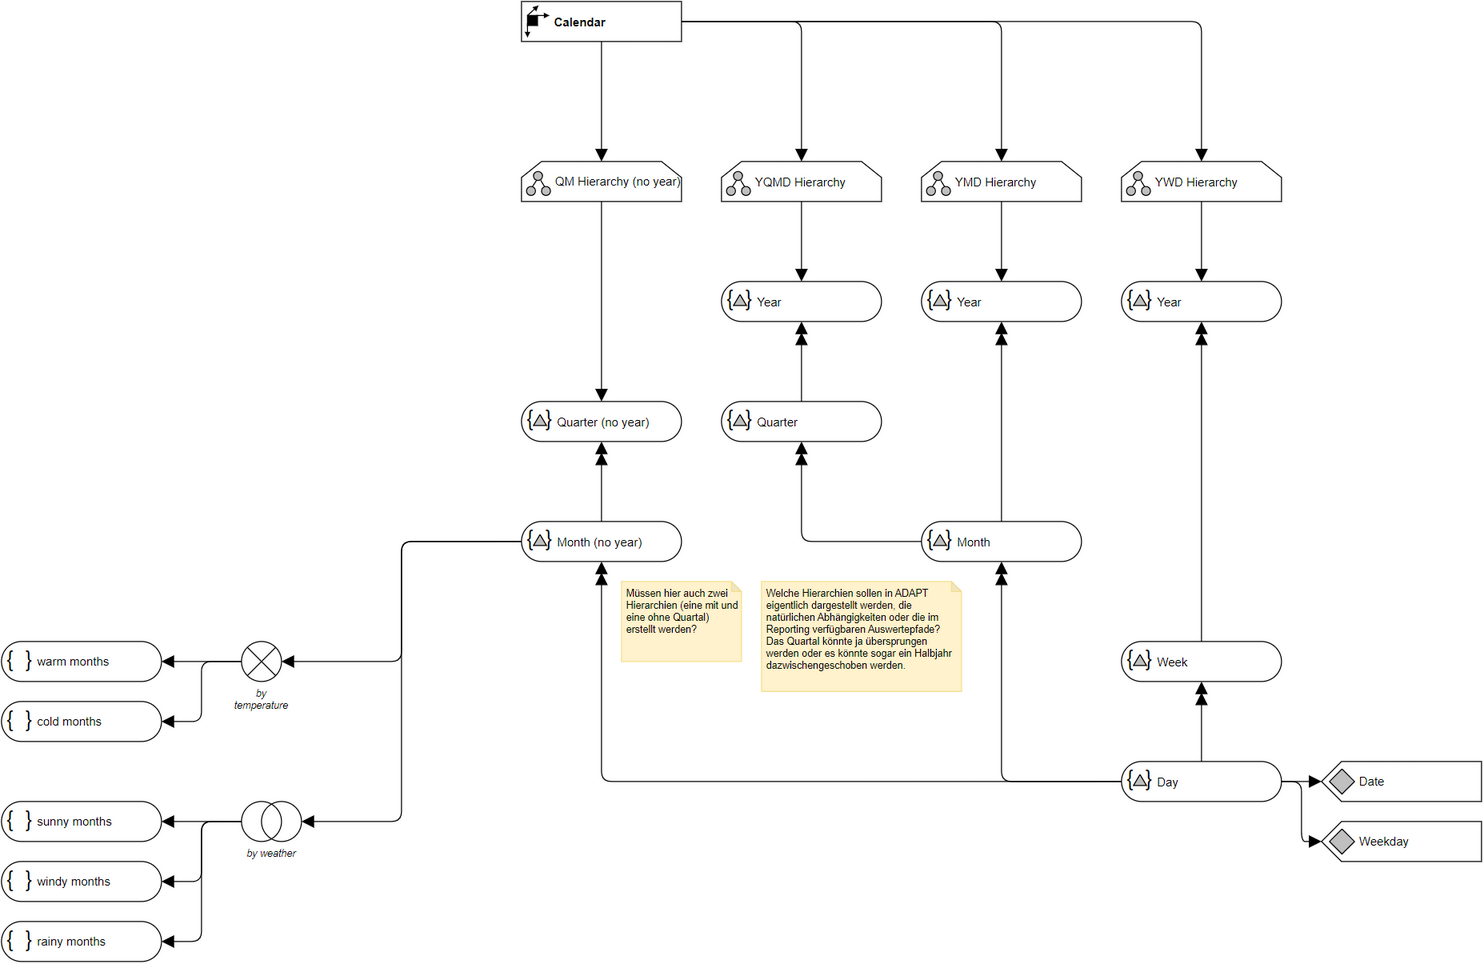 Calendar
QM Hierarchy (no year)
YQMD Hierarchy
YMD Hierarchy
YWD Hierarchy
{ } Year
{ } Year
{ } Year
{ } Quarter (no year)
{ } Quarter
{ } Month (no year)
{ } Month
Müssen hier auch zwei
Hierarchien (eine mit und
eine ohne Quartal)
erstellt werden?
Welche Hierarchien sollen in ADAPT
eigentlich dargestellt werden, die
natürlichen Abhängigkeiten oder die im
Reporting verfügbaren Auswertepfade?
Das Quartal könnte ja übersprungen
werden oder es könnte sogar ein Halbjahr
dazwischengeschoben werden.
{ } warm months
by
temperature
{ } Week
{ } cold months
{ } Day
Date
{ } sunny months
by weather
Weekday
{ } windy months
{ } rainy months